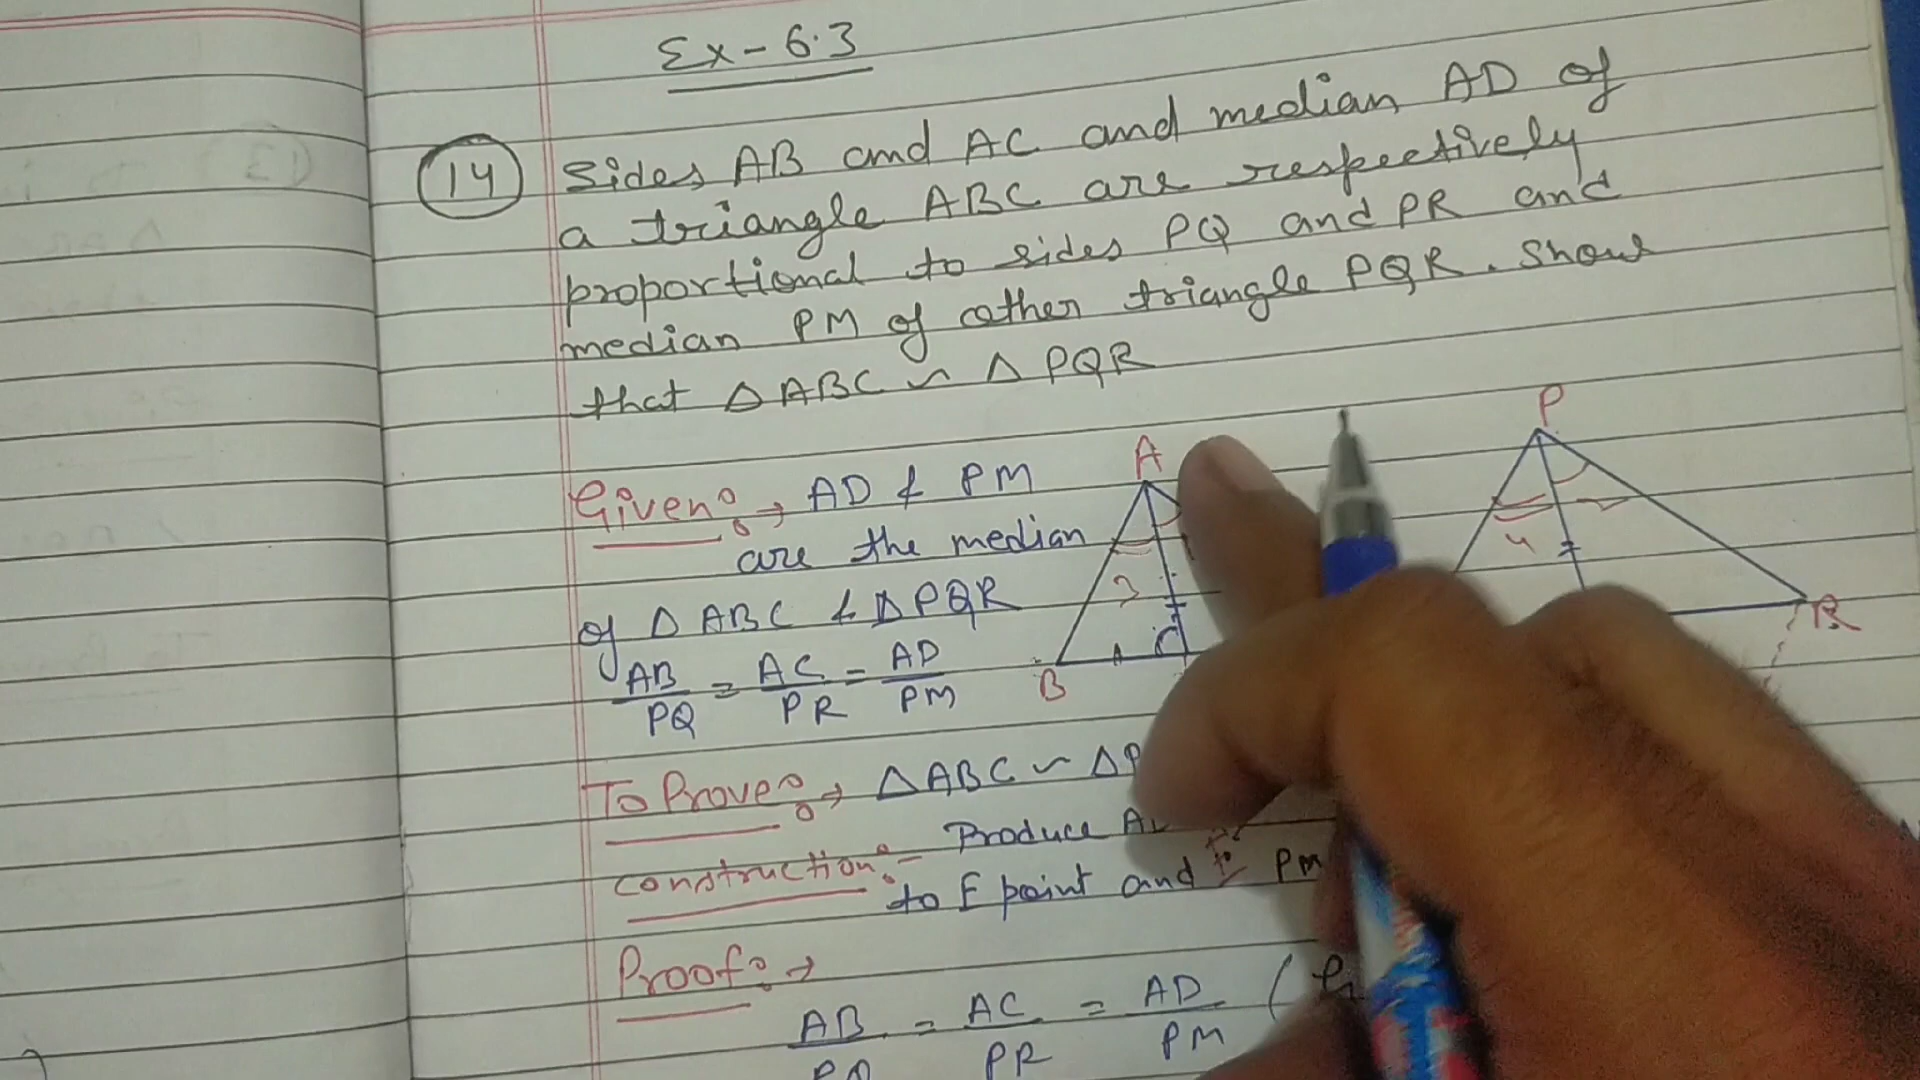 Ex - 6.3
14 Sides AB and AC and median AD of
a triangle ABC are respectively
proportional to sides PQ and PR and
median PM of other triangle PQR. Show
that △ABC ~ △PQR
Given:→ AD & PM
are the median
of △ABC & △PQR
AB/PQ = AC/PR = AD/PM
To Prove:→ △ABC ~ △P
Construction:- Produce A
to E point and PM
Proof:→
AB/PQ = AC/PR = AD/PM (
A
B
3
P
4
R